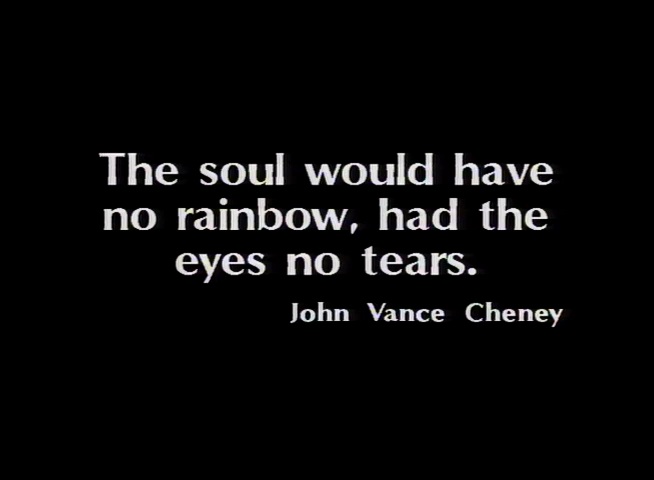 The soul would have
no rainbow, had the
eyes no tears.
John Vance Cheney